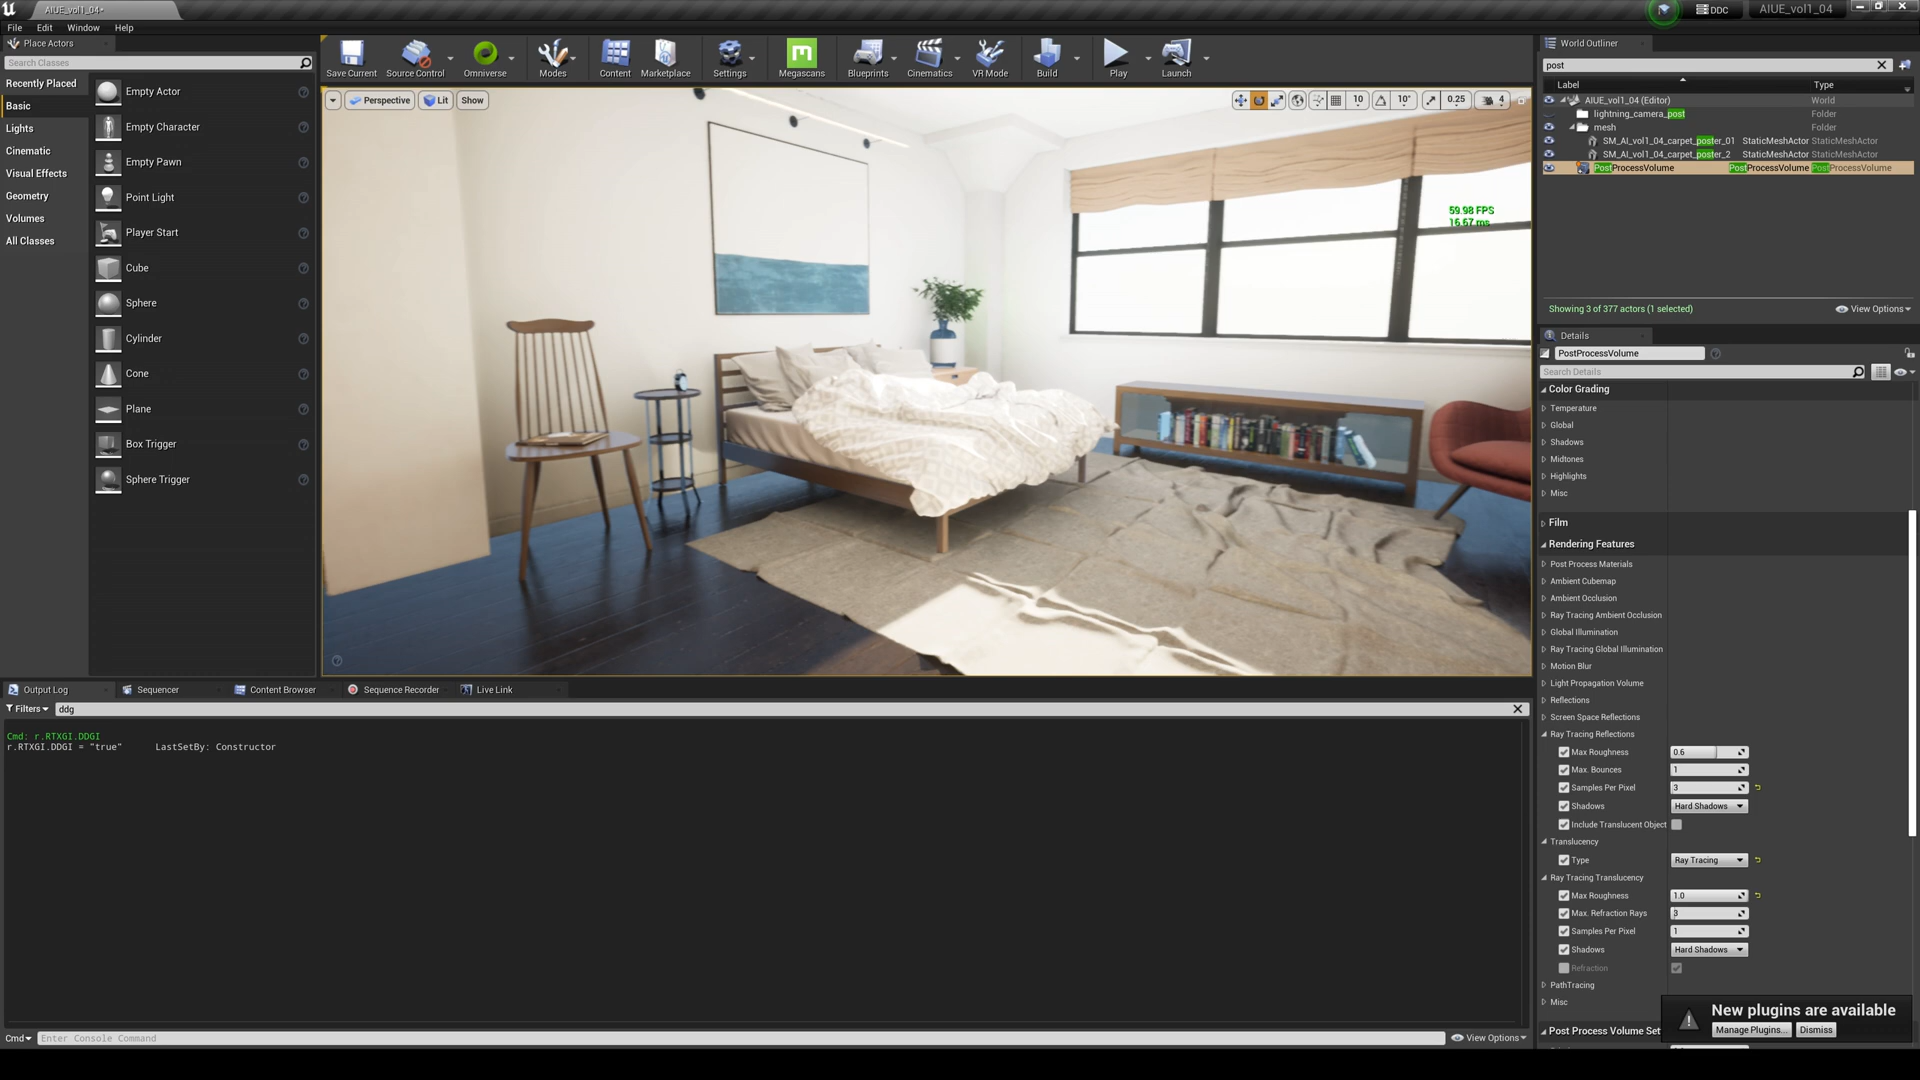 AIUE_vol1_04•
DDC
AIUE_vol1_04
File Edit Window Help
Place Actors
Search Classes
Recently Placed
Basic
Lights
Cinematic
Visual Effects
Geometry
Volumes
All Classes
Empty Actor
Empty Character
Empty Pawn
Point Light
Player Start
Cube
Sphere
Cylinder
Cone
Plane
Box Trigger
Sphere Trigger
Save Current
Source Control
Omniverse
Modes
Content
Marketplace
Settings
Megascans
Blueprints
Cinematics
VR Mode
Build
Play
Launch
Perspective
Lit
Show
10
10°
0.25
4
59.98 FPS
16.67 ms
World Outliner
post
Label Type
AIUE_vol1_04 (Editor) World
lightning_camera_post Folder
mesh Folder
SM_AI_vol1_04_carpet_poster_01 StaticMeshActor StaticMeshActor
SM_AI_vol1_04_carpet_poster_2 StaticMeshActor StaticMeshActor
PostProcessVolume PostProcessVolume PostProcessVolume
Showing 3 of 377 actors (1 selected)
View Options
Details
PostProcessVolume
Search Details
Color Grading
Temperature
Global
Shadows
Midtones
Highlights
Misc
Film
Rendering Features
Post Process Materials
Ambient Cubemap
Ambient Occlusion
Ray Tracing Ambient Occlusion
Global Illumination
Ray Tracing Global Illumination
Motion Blur
Light Propagation Volume
Reflections
Screen Space Reflections
Ray Tracing Reflections
Max Roughness 0.6
Max. Bounces 1
Samples Per Pixel 3
Shadows Hard Shadows
Include Translucent Object
Translucency
Type Ray Tracing
Ray Tracing Translucency
Max Roughness 1.0
Max. Refraction Rays 3
Samples Per Pixel 1
Shadows Hard Shadows
Refraction
PathTracing
Misc
Post Process Volume Set
New plugins are available
Manage Plugins...
Dismiss
Output Log
Sequencer
Content Browser
Sequence Recorder
Live Link
Filters
ddg
Cmd: r.RTXGI.DDGI
r.RTXGI.DDGI = "true" LastSetBy: Constructor
Cmd
Enter Console Command
View Options